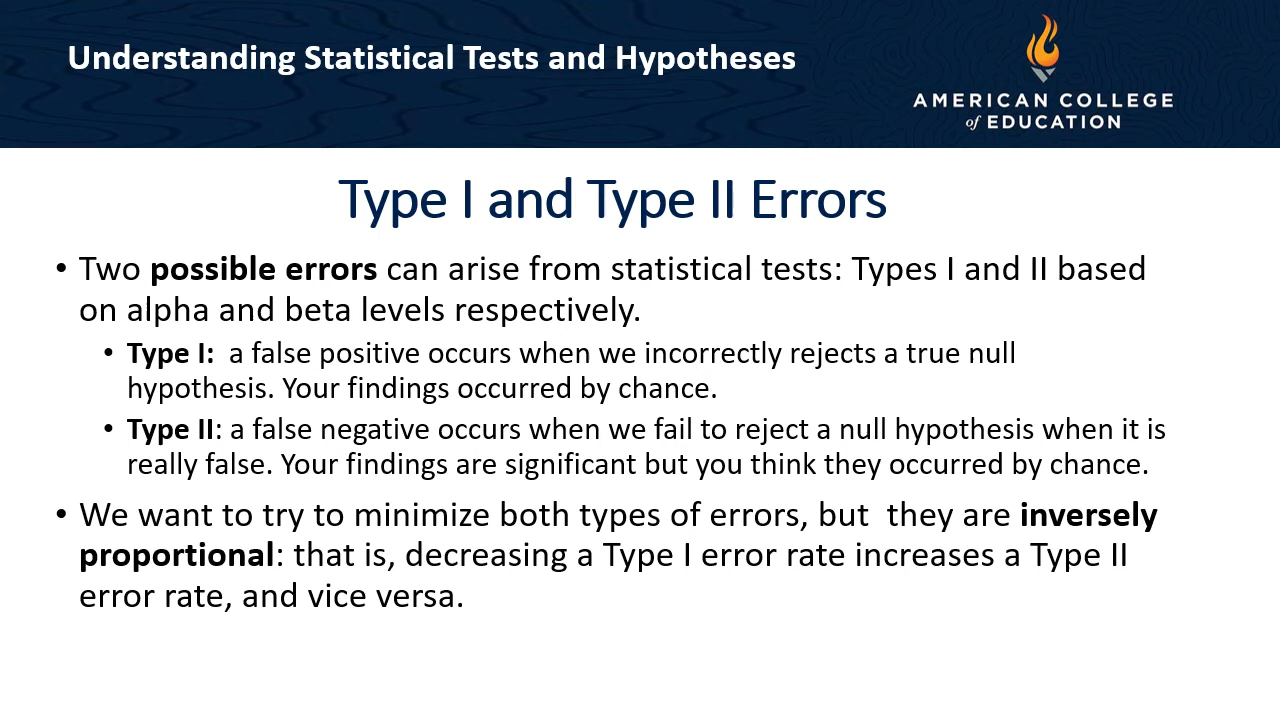 Understanding Statistical Tests and Hypotheses
AMERICAN COLLEGE
of EDUCATION
Type I and Type II Errors
• Two possible errors can arise from statistical tests: Types I and II based
on alpha and beta levels respectively.
• Type I:  a false positive occurs when we incorrectly rejects a true null
hypothesis. Your findings occurred by chance.
• Type II: a false negative occurs when we fail to reject a null hypothesis when it is
really false. Your findings are significant but you think they occurred by chance.
• We want to try to minimize both types of errors, but  they are inversely
proportional: that is, decreasing a Type I error rate increases a Type II
error rate, and vice versa.